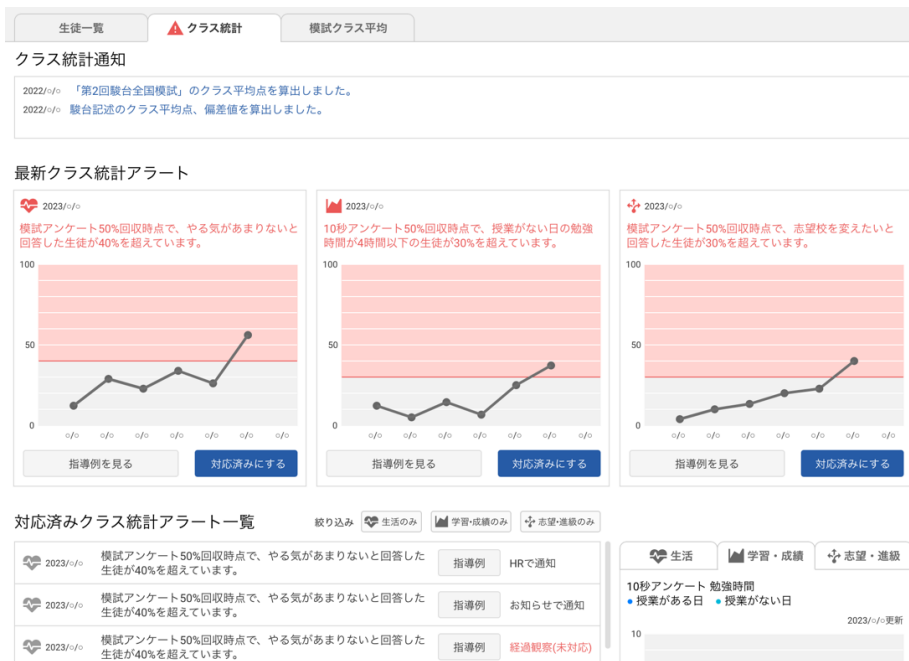 生徒一覧
クラス統計
模試クラス平均
クラス統計通知
2022/○/○ 「第2回駿台全国模試」のクラス平均点を算出しました。
2022/○/○ 駿台記述のクラス平均点、偏差値を算出しました。
最新クラス統計アラート
2023/○/○
模試アンケート50%回収時点で、やる気があまりないと
回答した生徒が40%を超えています。
100
50
0
○/○ ○/○ ○/○ ○/○ ○/○ ○/○ ○/○
指導例を見る
対応済みにする
2023/○/○
10秒アンケート50%回収時点で、授業がない日の勉強
時間が4時間以下の生徒が30%を超えています。
100
50
0
○/○ ○/○ ○/○ ○/○ ○/○ ○/○ ○/○
指導例を見る
対応済みにする
2023/○/○
模試アンケート50%回収時点で、志望校を変えたいと
回答した生徒が30%を超えています。
100
50
0
○/○ ○/○ ○/○ ○/○ ○/○ ○/○ ○/○
指導例を見る
対応済みにする
対応済みクラス統計アラート一覧
絞り込み 生活のみ 学習・成績のみ 志望・進級のみ
2023/○/○
模試アンケート50%回収時点で、やる気があまりないと回答した
生徒が40%を超えています。
指導例
HRで通知
2023/○/○
模試アンケート50%回収時点で、やる気があまりないと回答した
生徒が40%を超えています。
指導例
お知らせで通知
2023/○/○
模試アンケート50%回収時点で、やる気があまりないと回答した
生徒が40%を超えています。
指導例
経過観察(未対応)
生活
学習・成績
志望・進級
10秒アンケート 勉強時間
授業がある日 授業がない日
2023/○/○更新
10